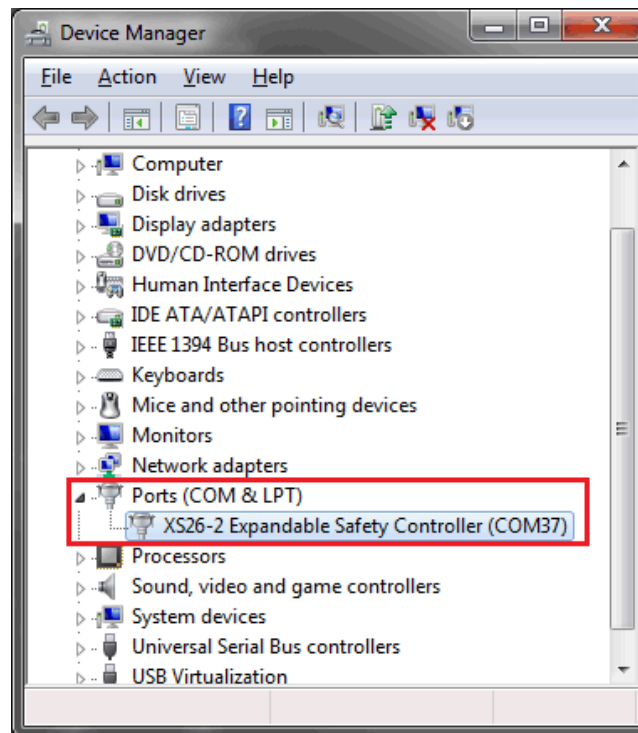 Device Manager
File Action View Help
Computer
Disk drives
Display adapters
DVD/CD-ROM drives
Human Interface Devices
IDE ATA/ATAPI controllers
IEEE 1394 Bus host controllers
Keyboards
Mice and other pointing devices
Monitors
Network adapters
Ports (COM & LPT)
XS26-2 Expandable Safety Controller (COM37)
Processors
Sound, video and game controllers
System devices
Universal Serial Bus controllers
USB Virtualization